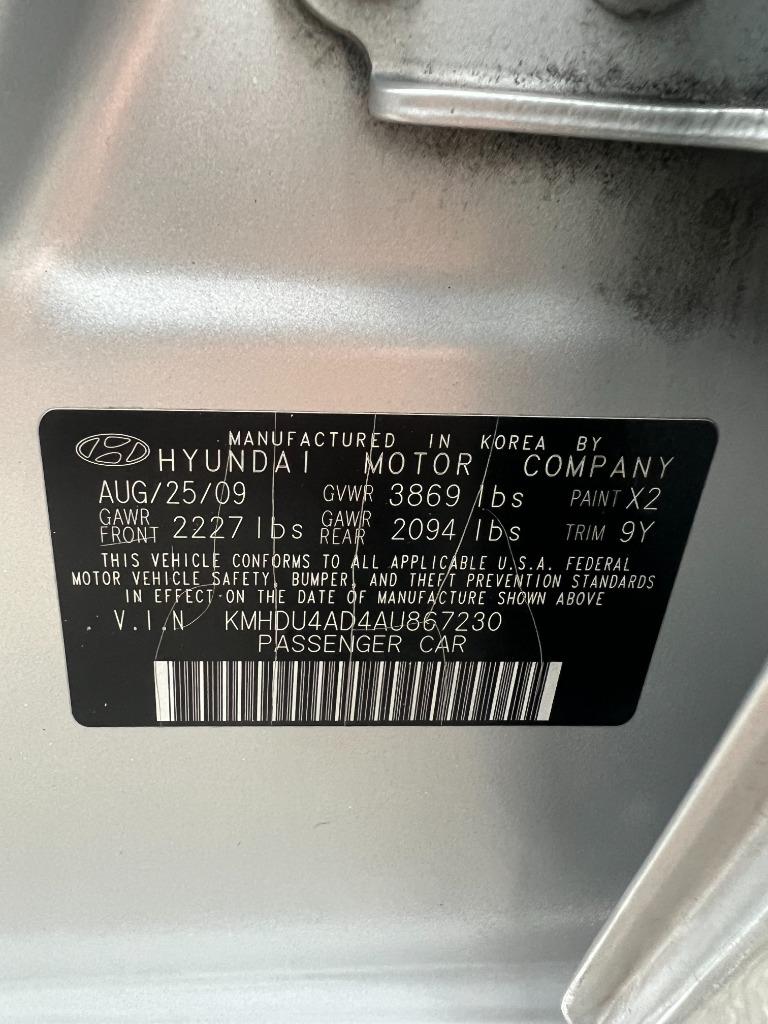 MANUFACTURED IN KOREA BY
HYUNDAI MOTOR COMPANY
AUG/25/09 GVWR 3869 lbs PAINT X2
GAWR FRONT 2227 lbs GAWR REAR 2094 lbs TRIM 9Y
THIS VEHICLE CONFORMS TO ALL APPLICABLE U.S.A. FEDERAL
MOTOR VEHICLE SAFETY, BUMPER, AND THEFT PREVENTION STANDARDS
IN EFFECT ON THE DATE OF MANUFACTURE SHOWN ABOVE
V.I.N KMHDU4AD4AU867230
PASSENGER CAR